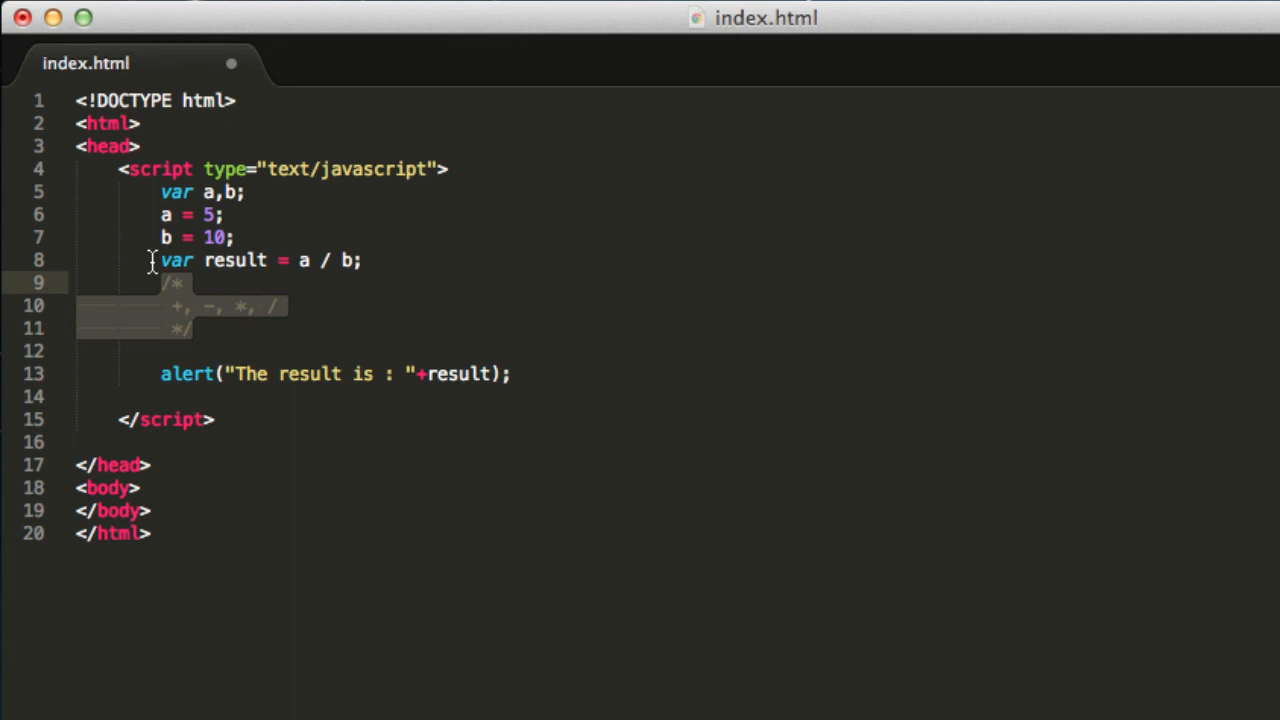 index.html
index.html
1 <!DOCTYPE html>
2 <html>
3 <head>
4 <script type="text/javascript">
5 var a,b;
6 a = 5;
7 b = 10;
8 var result = a / b;
9 /*
10 +, -, *, /
11 */
12
13 alert("The result is : "+result);
14
15 </script>
16
17 </head>
18 <body>
19 </body>
20 </html>